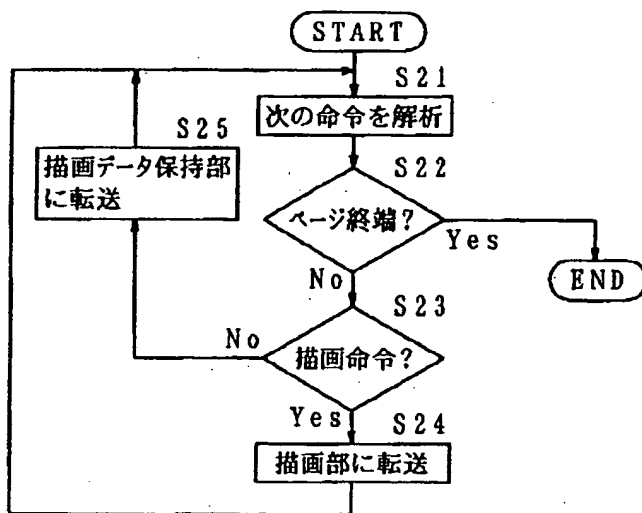 START
S21
次の命令を解析
S25
描画データ保持部
に転送
S22
ページ終端?
Yes
END
No
S23
描画命令?
No
Yes
S24
描画部に転送